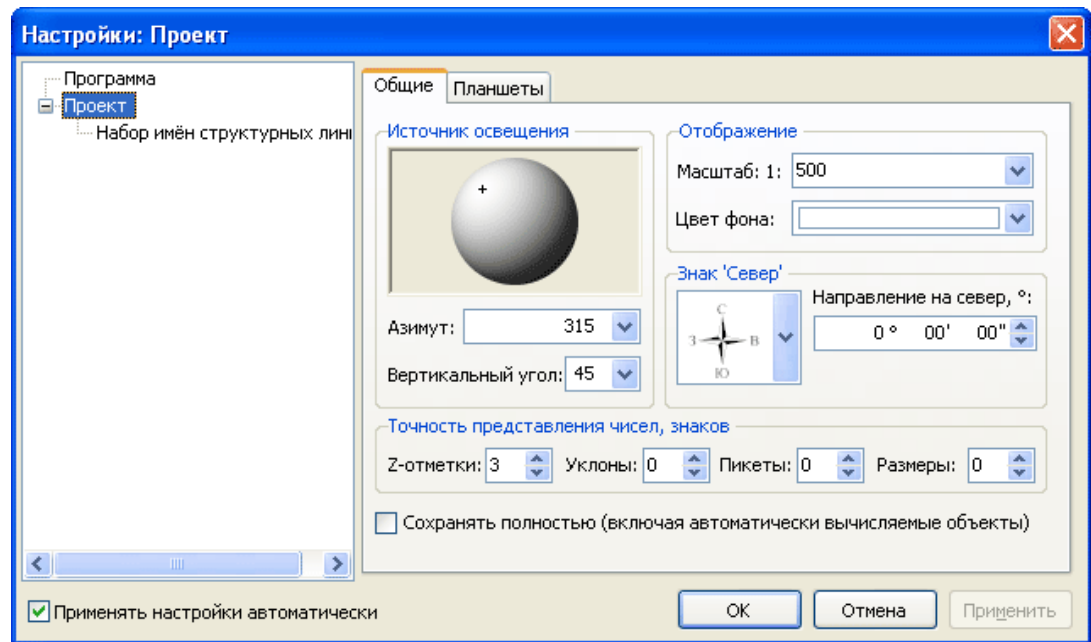 Настройки: Проект
Программа
Проект
Набор имён структурных лин
Общие
Планшеты
Источник освещения
Азимут: 315
Вертикальный угол: 45
Отображение
Масштаб: 1: 500
Цвет фона:
Знак 'Север'
С
З В
Ю
Направление на север, °:
0 ° 00' 00"
Точность представления чисел, знаков
Z-отметки: 3 Уклоны: 0 Пикеты: 0 Размеры: 0
Сохранять полностью (включая автоматически вычисляемые объекты)
Применять настройки автоматически
OK
Отмена
Применить